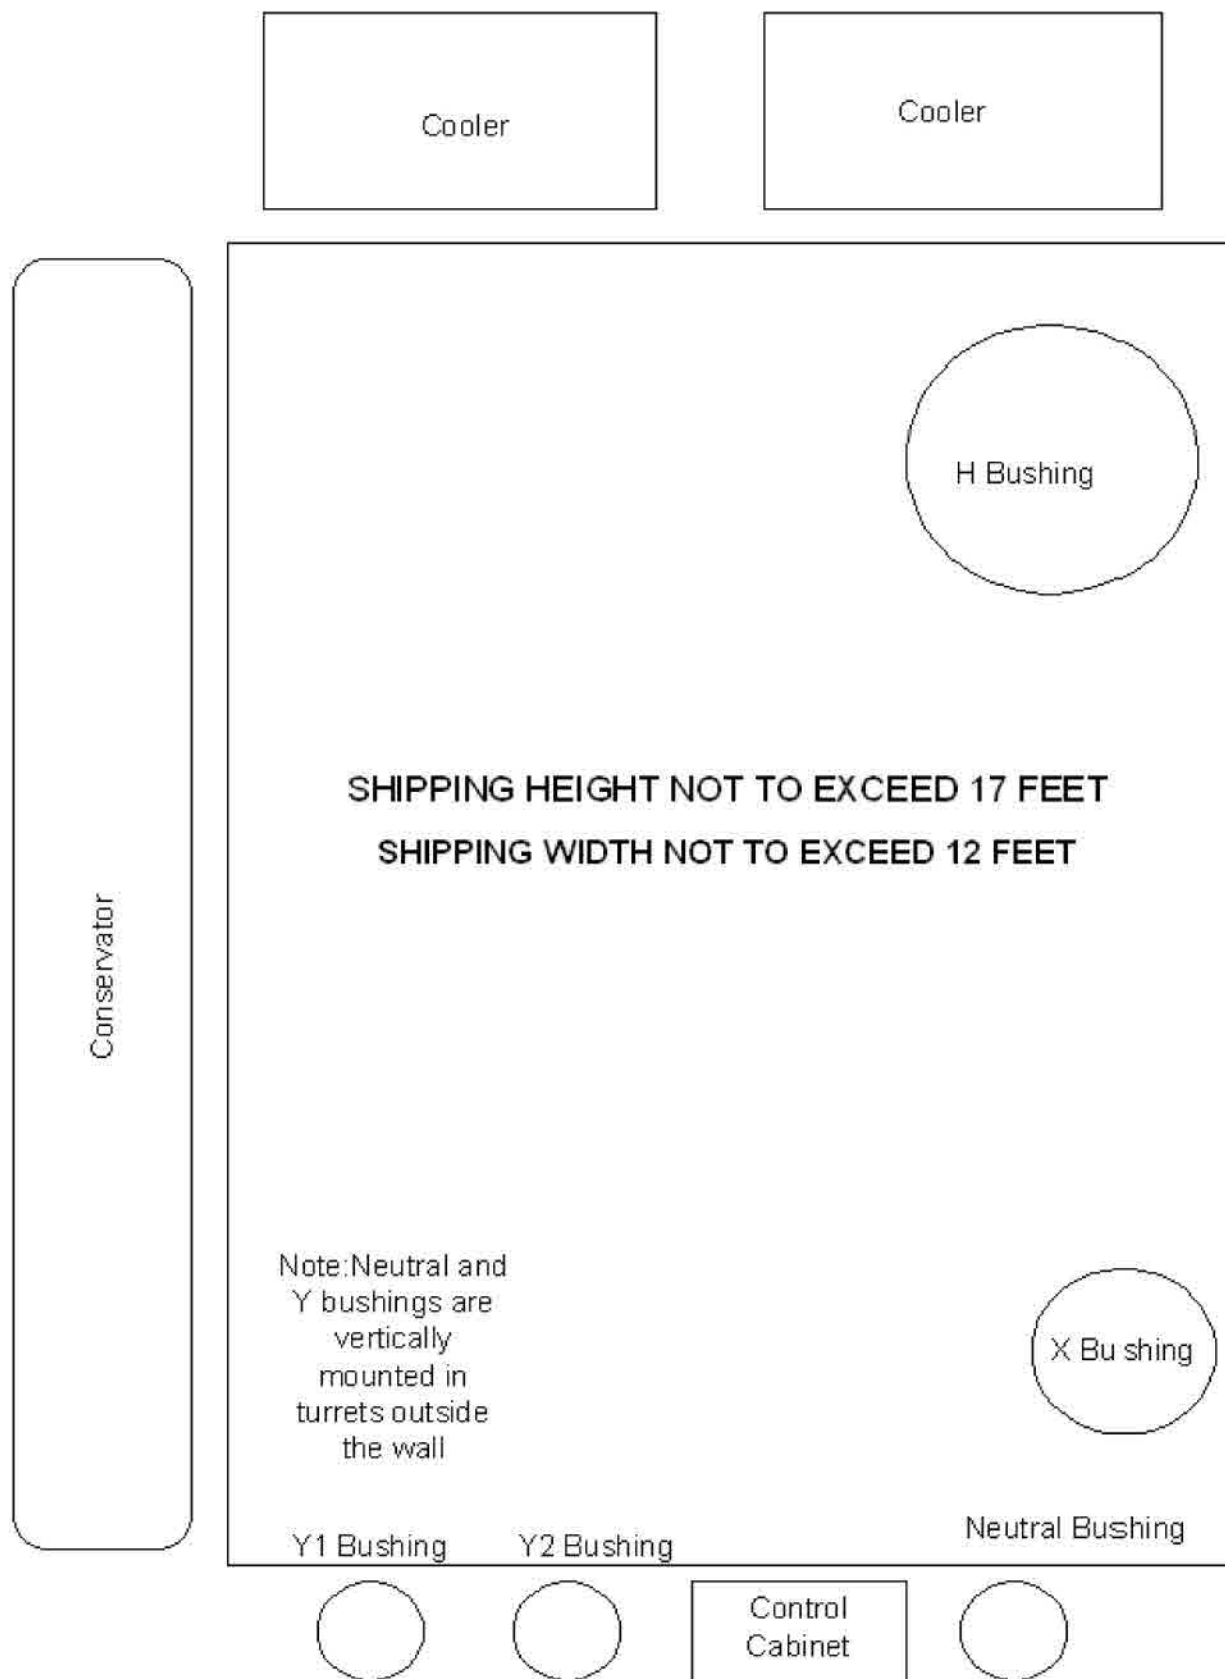 Cooler
Cooler
H Bushing
SHIPPING HEIGHT NOT TO EXCEED 17 FEET
SHIPPING WIDTH NOT TO EXCEED 12 FEET
Conservator
Note:Neutral and
Y bushings are
vertically
mounted in
turrets outside
the wall
X Bushing
Neutral Bushing
Y1 Bushing
Y2 Bushing
Control
Cabinet